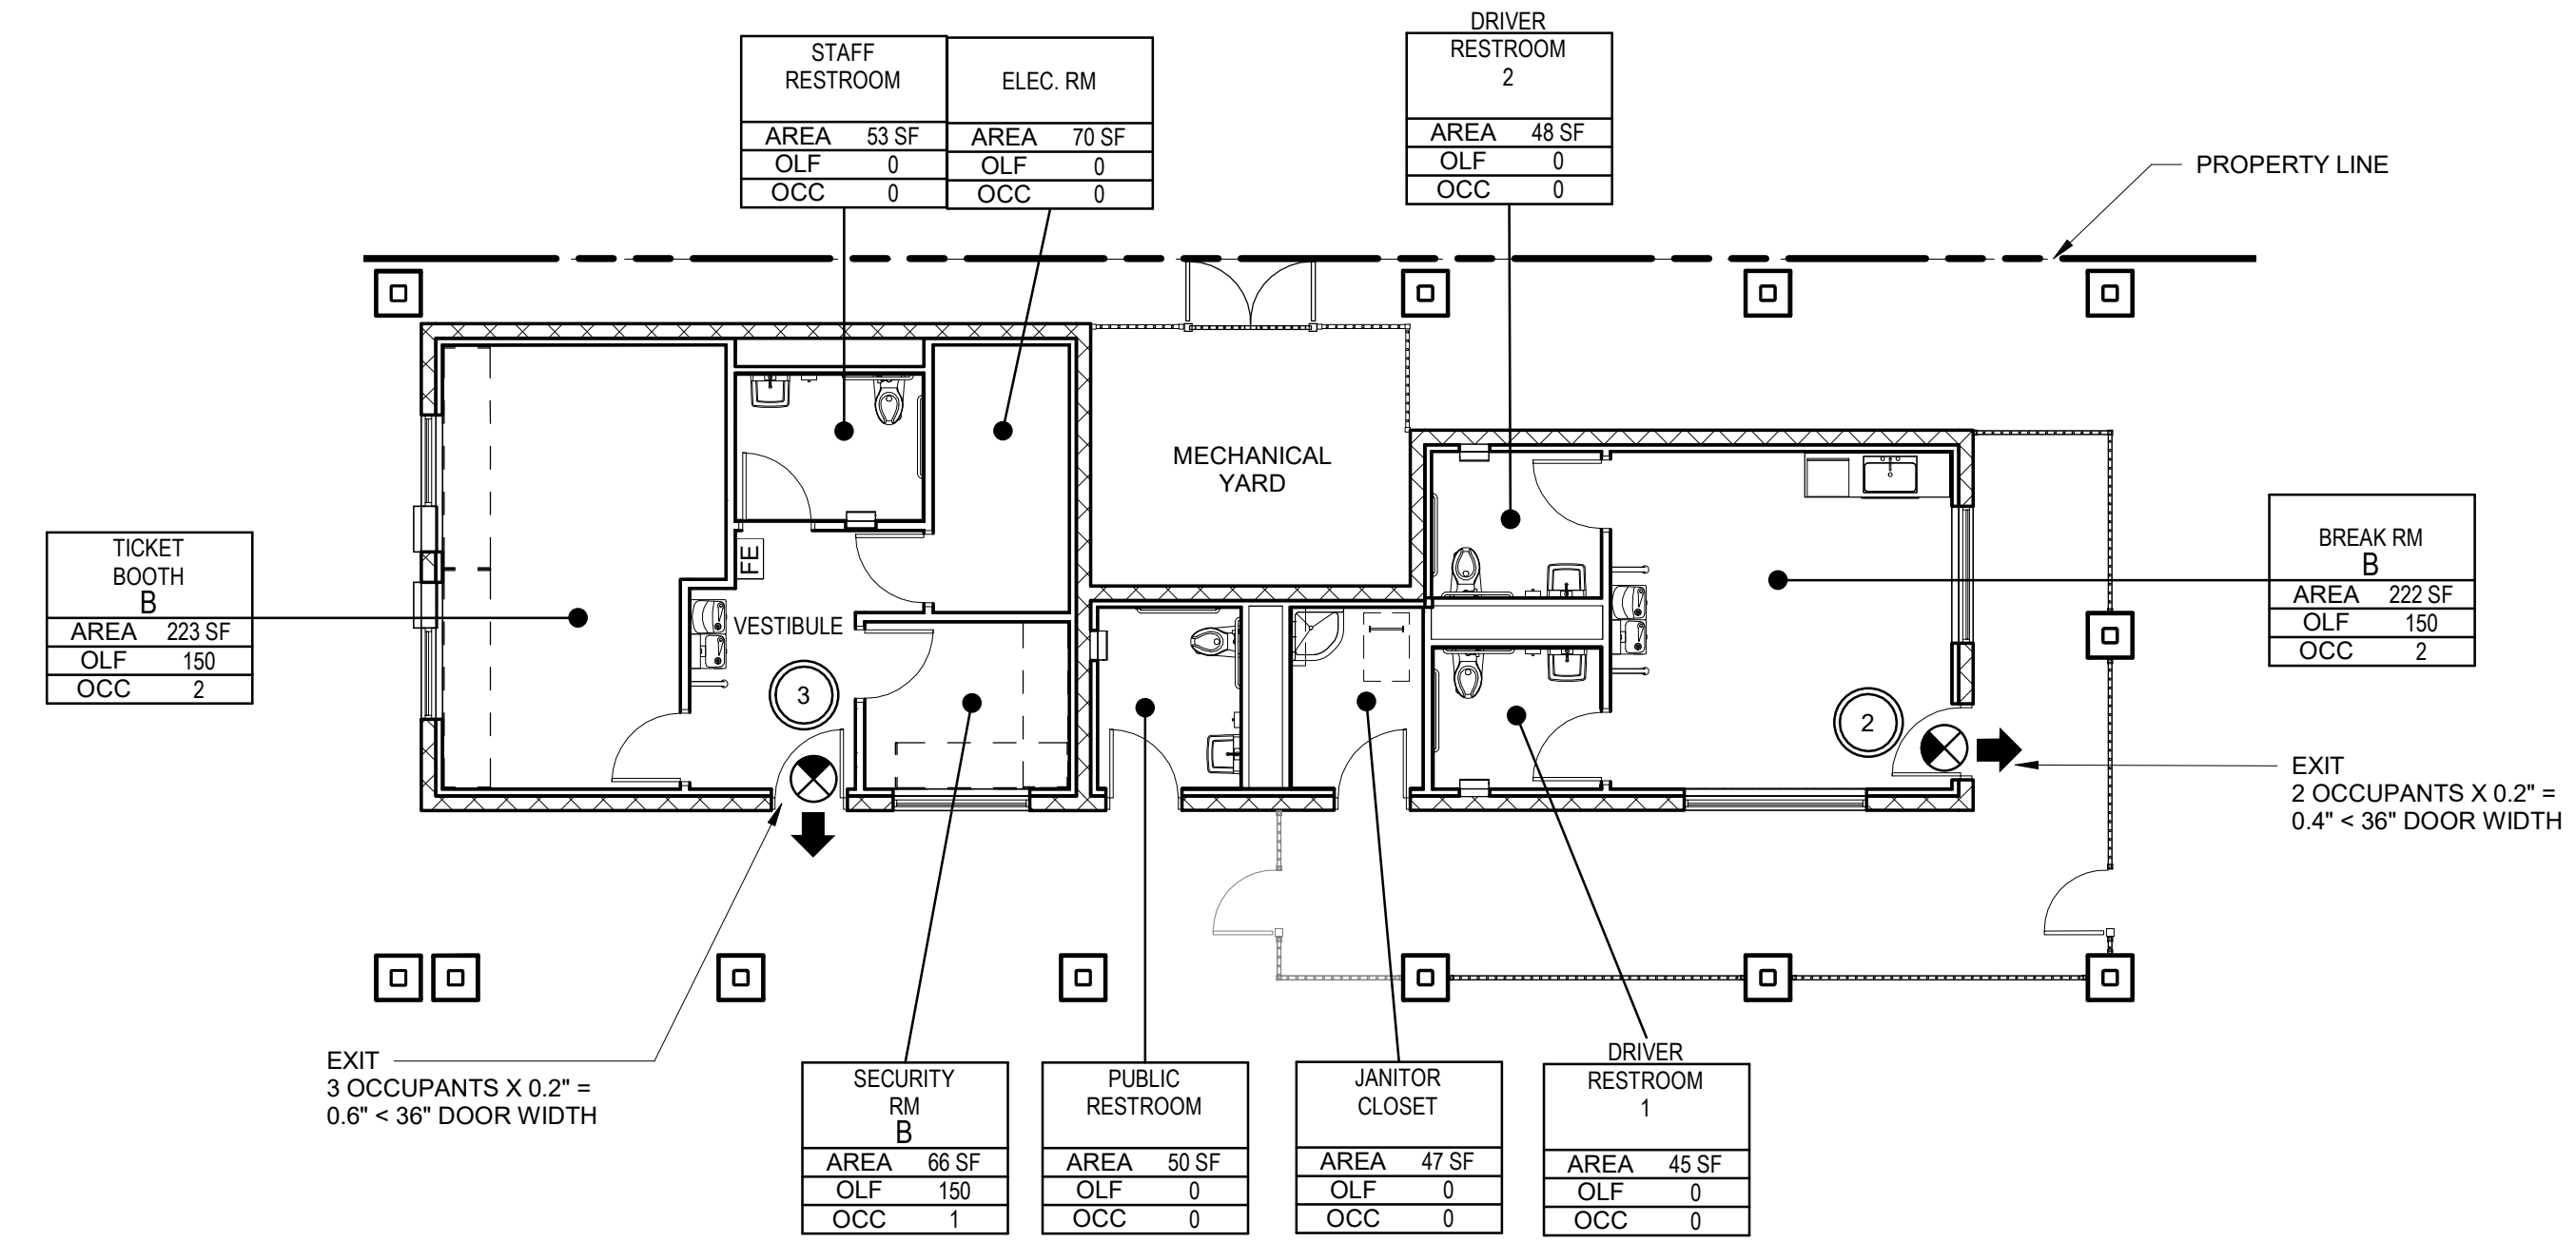 STAFF
RESTROOM
AREA 53 SF
OLF 0
OCC 0
ELEC. RM
AREA 70 SF
OLF 0
OCC 0
DRIVER
RESTROOM
2
AREA 48 SF
OLF 0
OCC 0
PROPERTY LINE
MECHANICAL
YARD
TICKET
BOOTH
B
AREA 223 SF
OLF 150
OCC 2
FE
VESTIBULE
3
BREAK RM
B
AREA 222 SF
OLF 150
OCC 2
2
EXIT
2 OCCUPANTS X 0.2" =
0.4" < 36" DOOR WIDTH
EXIT
3 OCCUPANTS X 0.2" =
0.6" < 36" DOOR WIDTH
SECURITY
RM
B
AREA 66 SF
OLF 150
OCC 1
PUBLIC
RESTROOM
AREA 50 SF
OLF 0
OCC 0
JANITOR
CLOSET
AREA 47 SF
OLF 0
OCC 0
DRIVER
RESTROOM
1
AREA 45 SF
OLF 0
OCC 0